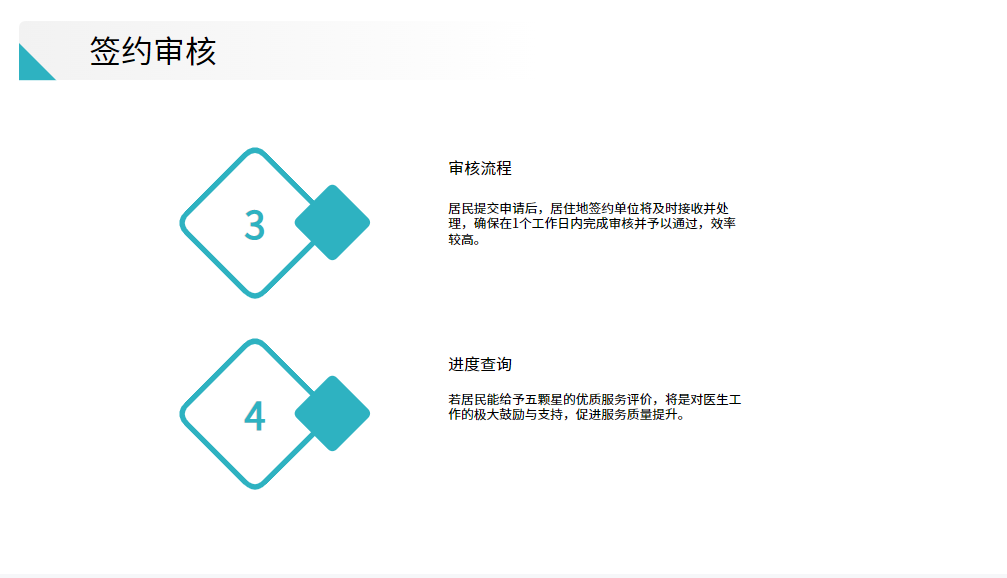 签约审核
3
审核流程
居民提交申请后，居住地签约单位将及时接收并处
理，确保在1个工作日内完成审核并予以通过，效率
较高。
4
进度查询
若居民能给予五颗星的优质服务评价，将是对医生工
作的极大鼓励与支持，促进服务质量提升。